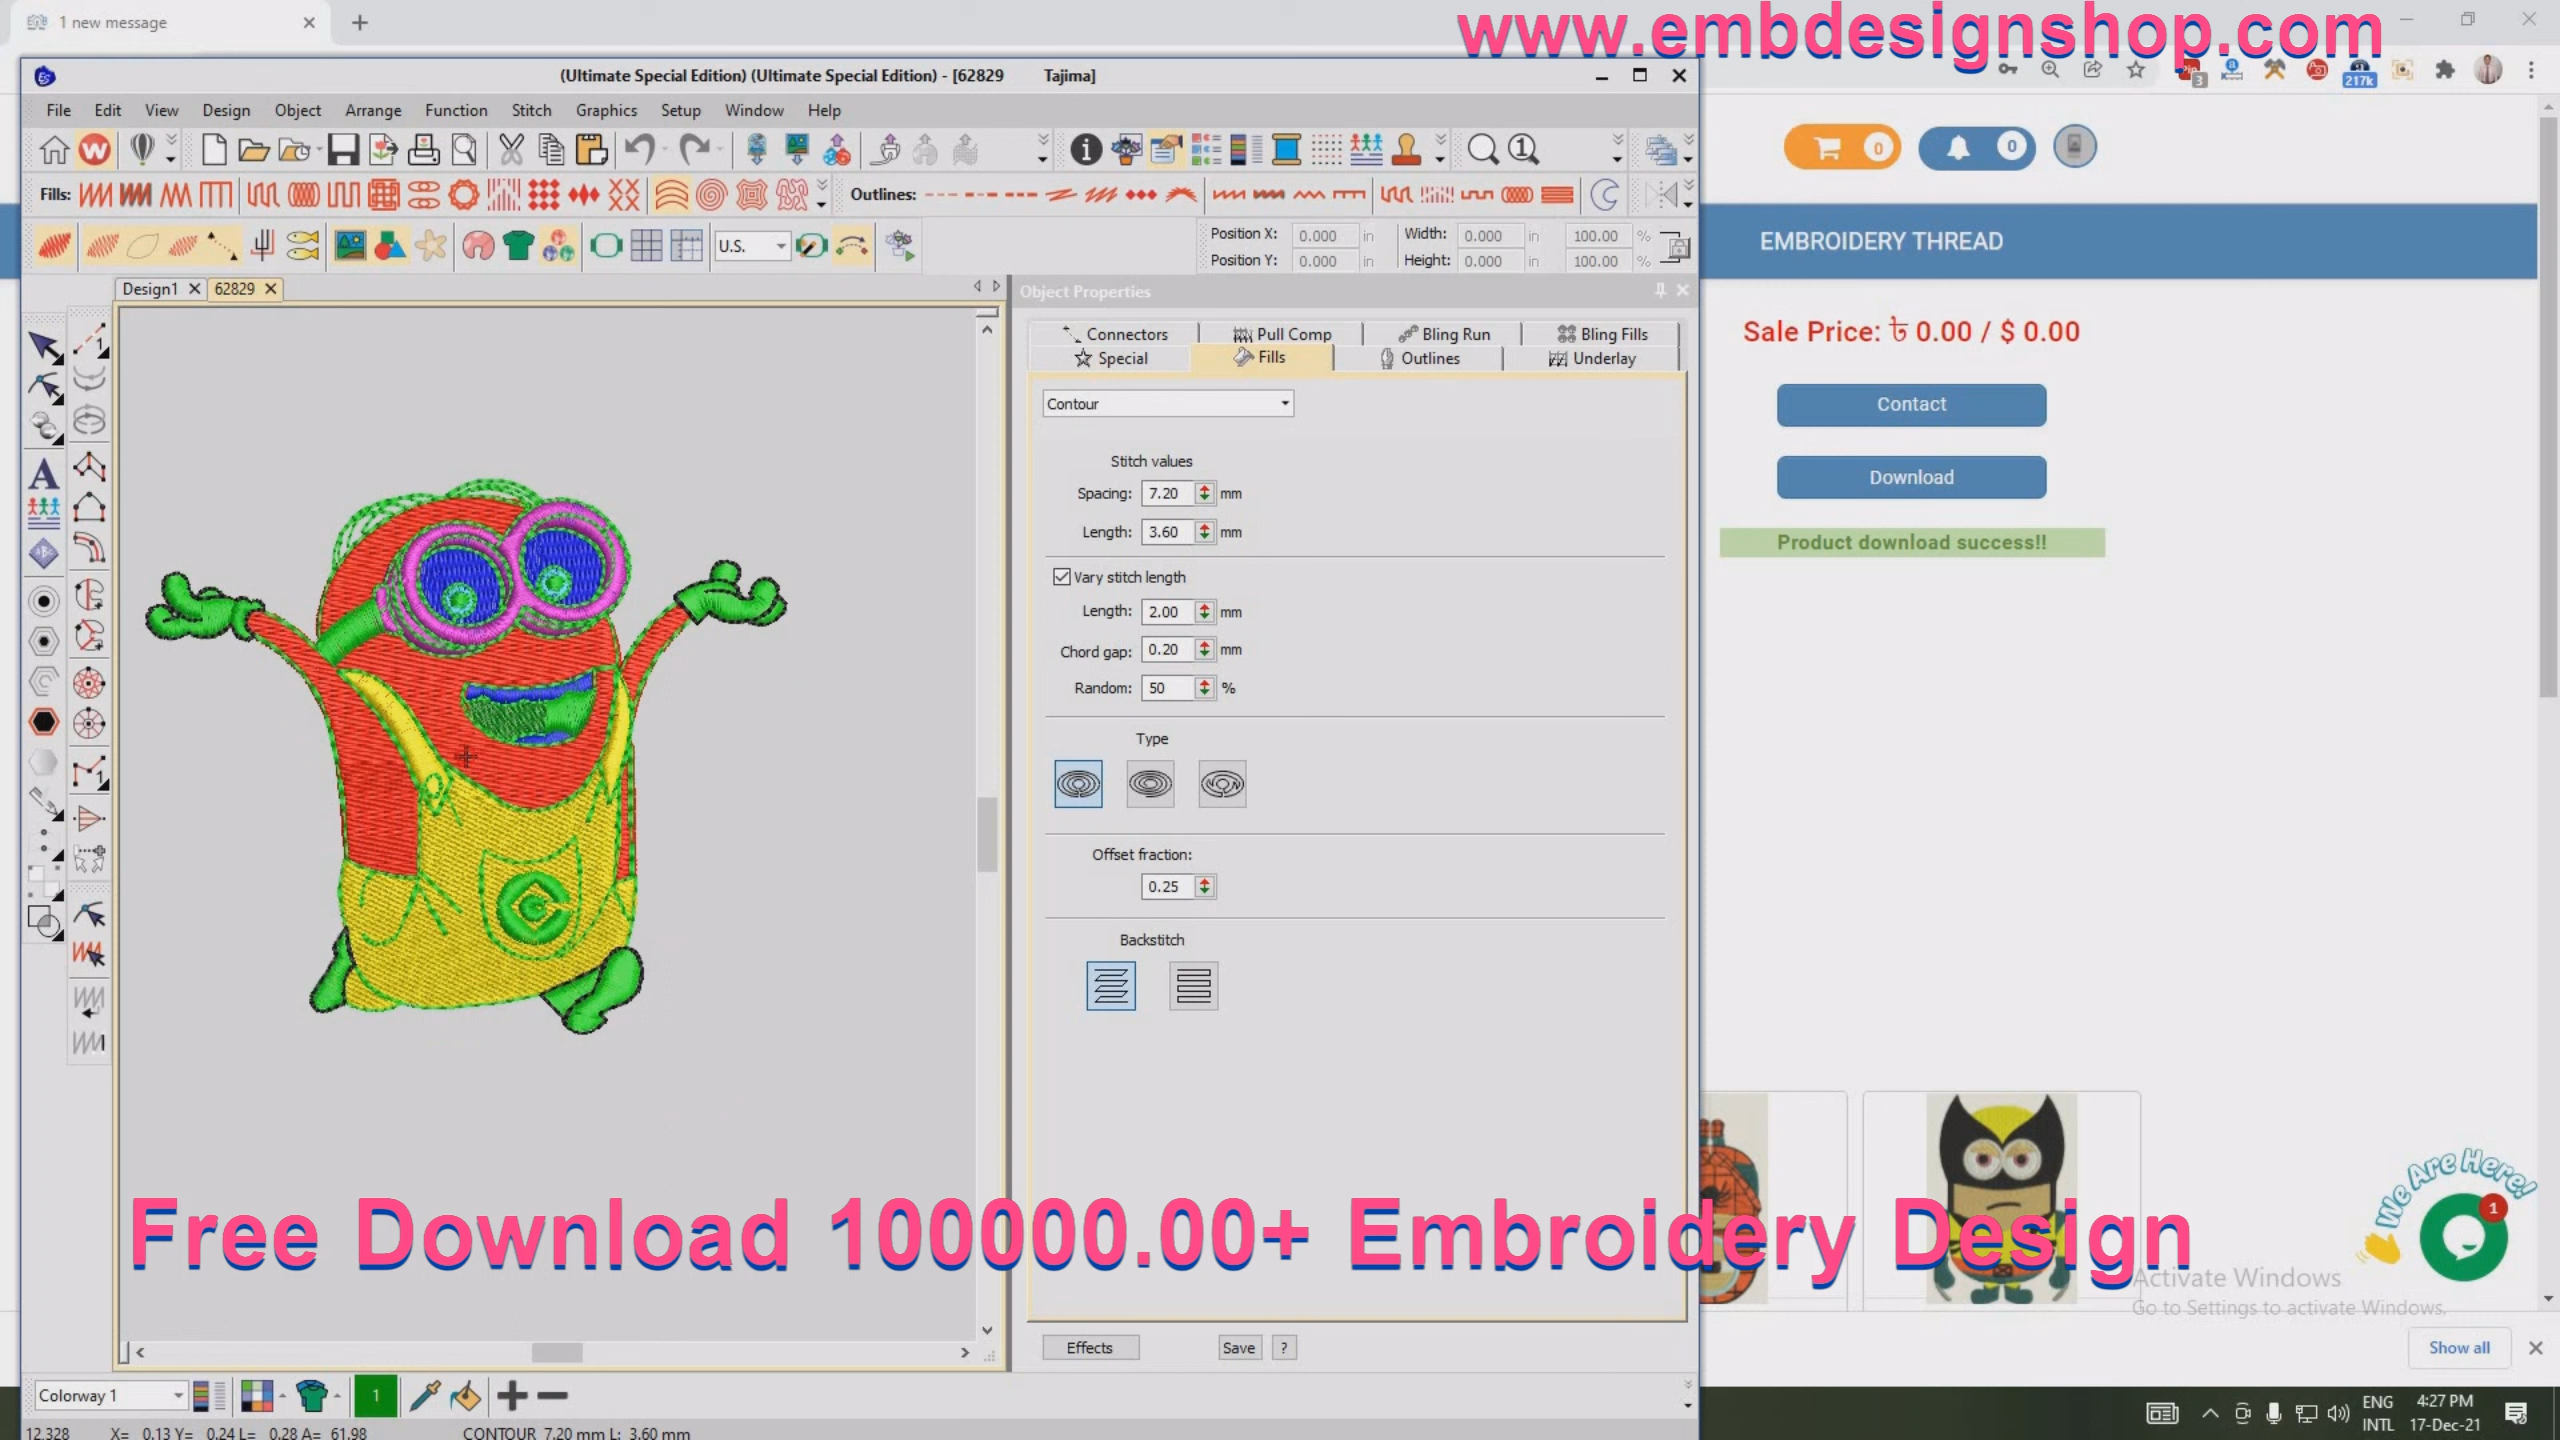 1 new message
www.embdesignshop.com
(Ultimate Special Edition) (Ultimate Special Edition) - [62829 Tajima]
File Edit View Design Object Arrange Function Stitch Graphics Setup Window Help
217k
3
Fills:
Outlines:
U.S.
Position X: 0.000 in Width: 0.000 in 100.00 %
Position Y: 0.000 in Height: 0.000 in 100.00 %
Design1 62829
Object Properties
Connectors Pull Comp Bling Run Bling Fills
Special Fills Outlines Underlay
Contour
Stitch values
Spacing: 7.20 mm
Length: 3.60 mm
Vary stitch length
Length: 2.00 mm
Chord gap: 0.20 mm
Random: 50 %
Type
Offset fraction:
0.25
Backstitch
Effects Save ?
Colorway 1
1
12,328 X= 0.13 Y= 0.24 L= 0.28 A= 61.98 CONTOUR 7.20 mm L: 3.60 mm
0 0
EMBROIDERY THREAD
Sale Price: ৳ 0.00 / $ 0.00
Contact
Download
Product download success!!
We Are Here!
1
Free Download 100000.00+ Embroidery Design
Activate Windows
Go to Settings to activate Windows.
Show all
ENG 4:27 PM
INTL 17-Dec-21